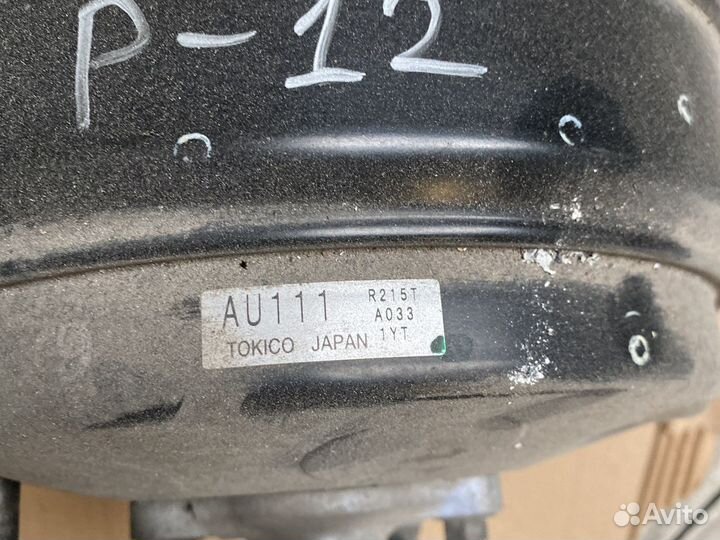 P-12
AU111 R215T
A033
TOKICO JAPAN 1YT
Avito